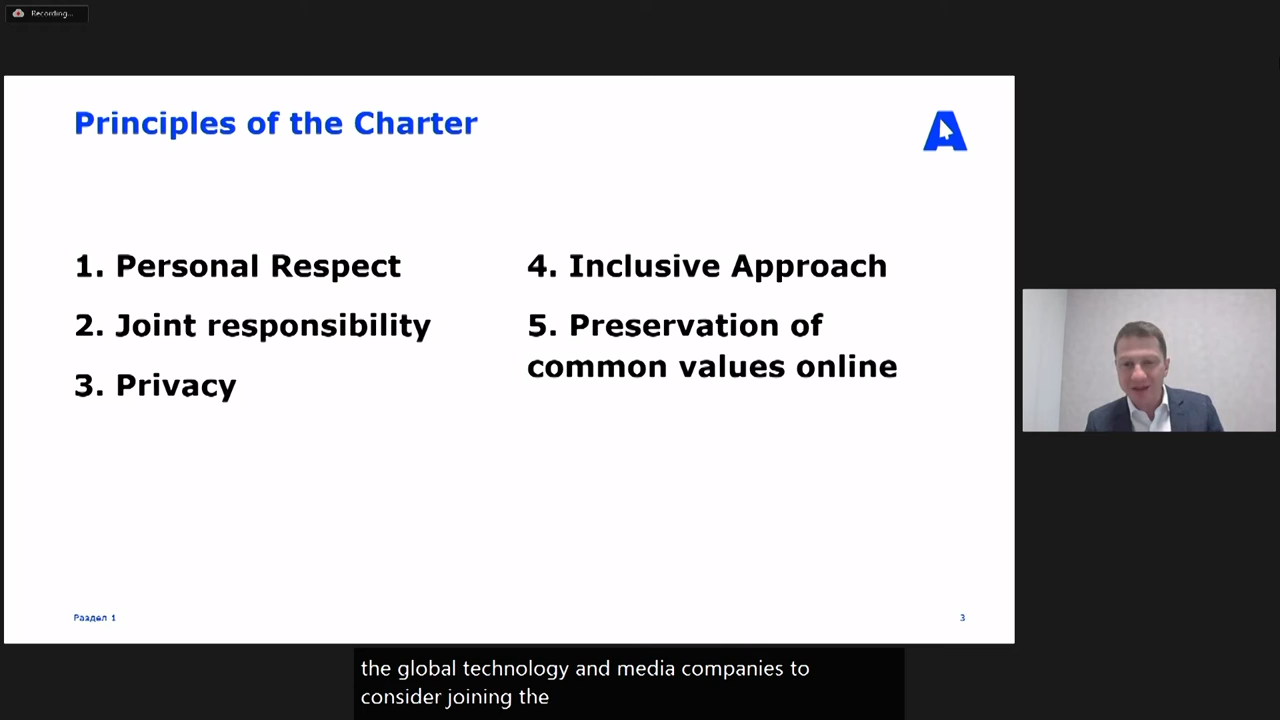 Recording...
Principles of the Charter
A
1. Personal Respect
2. Joint responsibility
3. Privacy
4. Inclusive Approach
5. Preservation of
common values online
Раздел 1
3
the global technology and media companies to
consider joining the